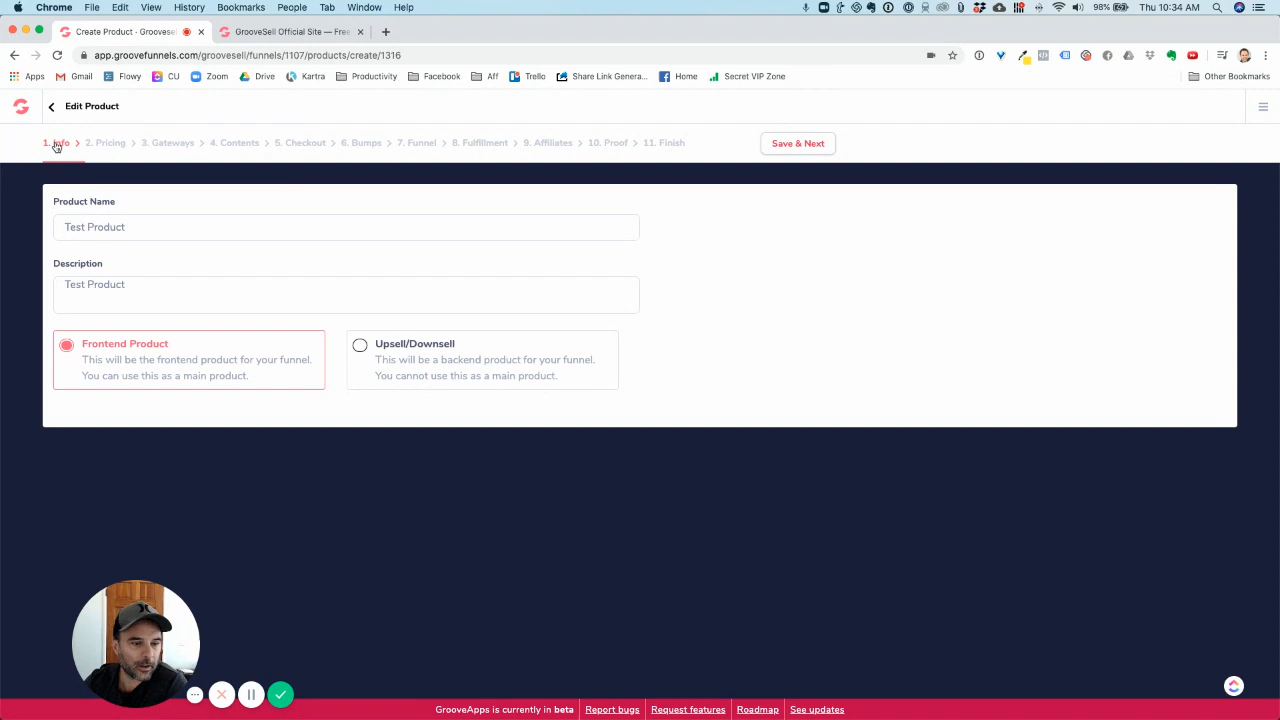 Chrome File Edit View History Bookmarks People Tab Window Help 98% Thu 10:34 AM
Create Product - Groovesel GrooveSell Official Site — Free
app.groovefunnels.com/groovesell/funnels/1107/products/create/1316
Apps Gmail Flowy CU Zoom Drive Kartra Productivity Facebook Aff Trello Share Link Genera... Home Secret VIP Zone Other Bookmarks
Edit Product
1. Info 2. Pricing 3. Gateways 4. Contents 5. Checkout 6. Bumps 7. Funnel 8. Fulfillment 9. Affiliates 10. Proof 11. Finish Save & Next
Product Name
Test Product
Description
Test Product
Frontend Product Upsell/Downsell
This will be the frontend product for your funnel. This will be a backend product for your funnel.
You can use this as a main product. You cannot use this as a main product.
GrooveApps is currently in beta Report bugs Request features Roadmap See updates